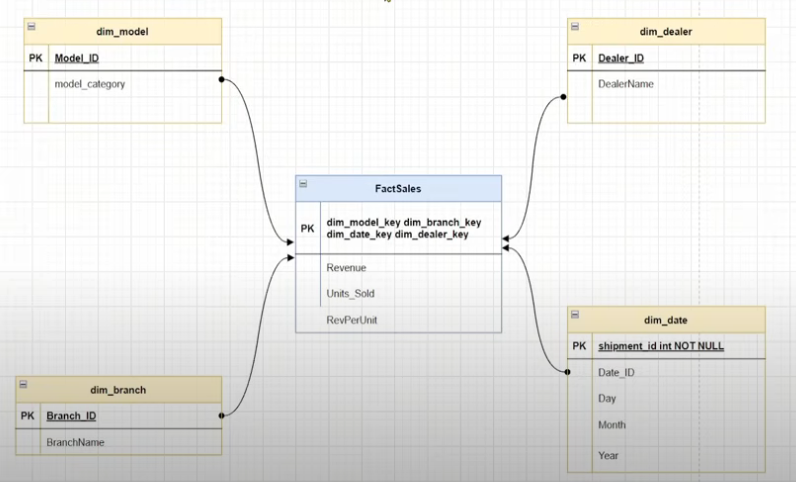 dim_model
PK Model_ID
model_category
dim_dealer
PK Dealer_ID
DealerName
FactSales
PK dim_model_key dim_branch_key
dim_date_key dim_dealer_key
Revenue
Units_Sold
RevPerUnit
dim_branch
PK Branch_ID
BranchName
dim_date
PK shipment_id int NOT NULL
Date_ID
Day
Month
Year